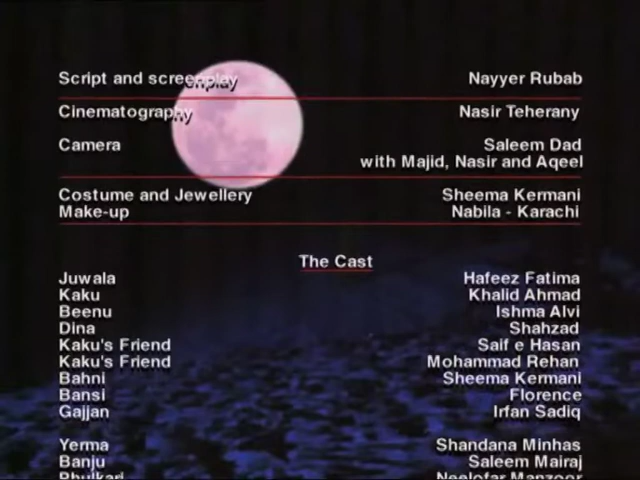 Script and screenplay Nayyer Rubab
Cinematography Nasir Teherany
Camera Saleem Dad
with Majid, Nasir and Aqeel
Costume and Jewellery Sheema Kermani
Make-up Nabila - Karachi
The Cast
Juwala Hafeez Fatima
Kaku Khalid Ahmad
Beenu Ishma Alvi
Dina Shahzad
Kaku's Friend Saif e Hasan
Kaku's Friend Mohammad Rehan
Bahni Sheema Kermani
Bansi Florence
Gajjan Irfan Sadiq
Yerma Shandana Minhas
Banju Saleem Mairaj
Phulkari Neelofar Manzoor